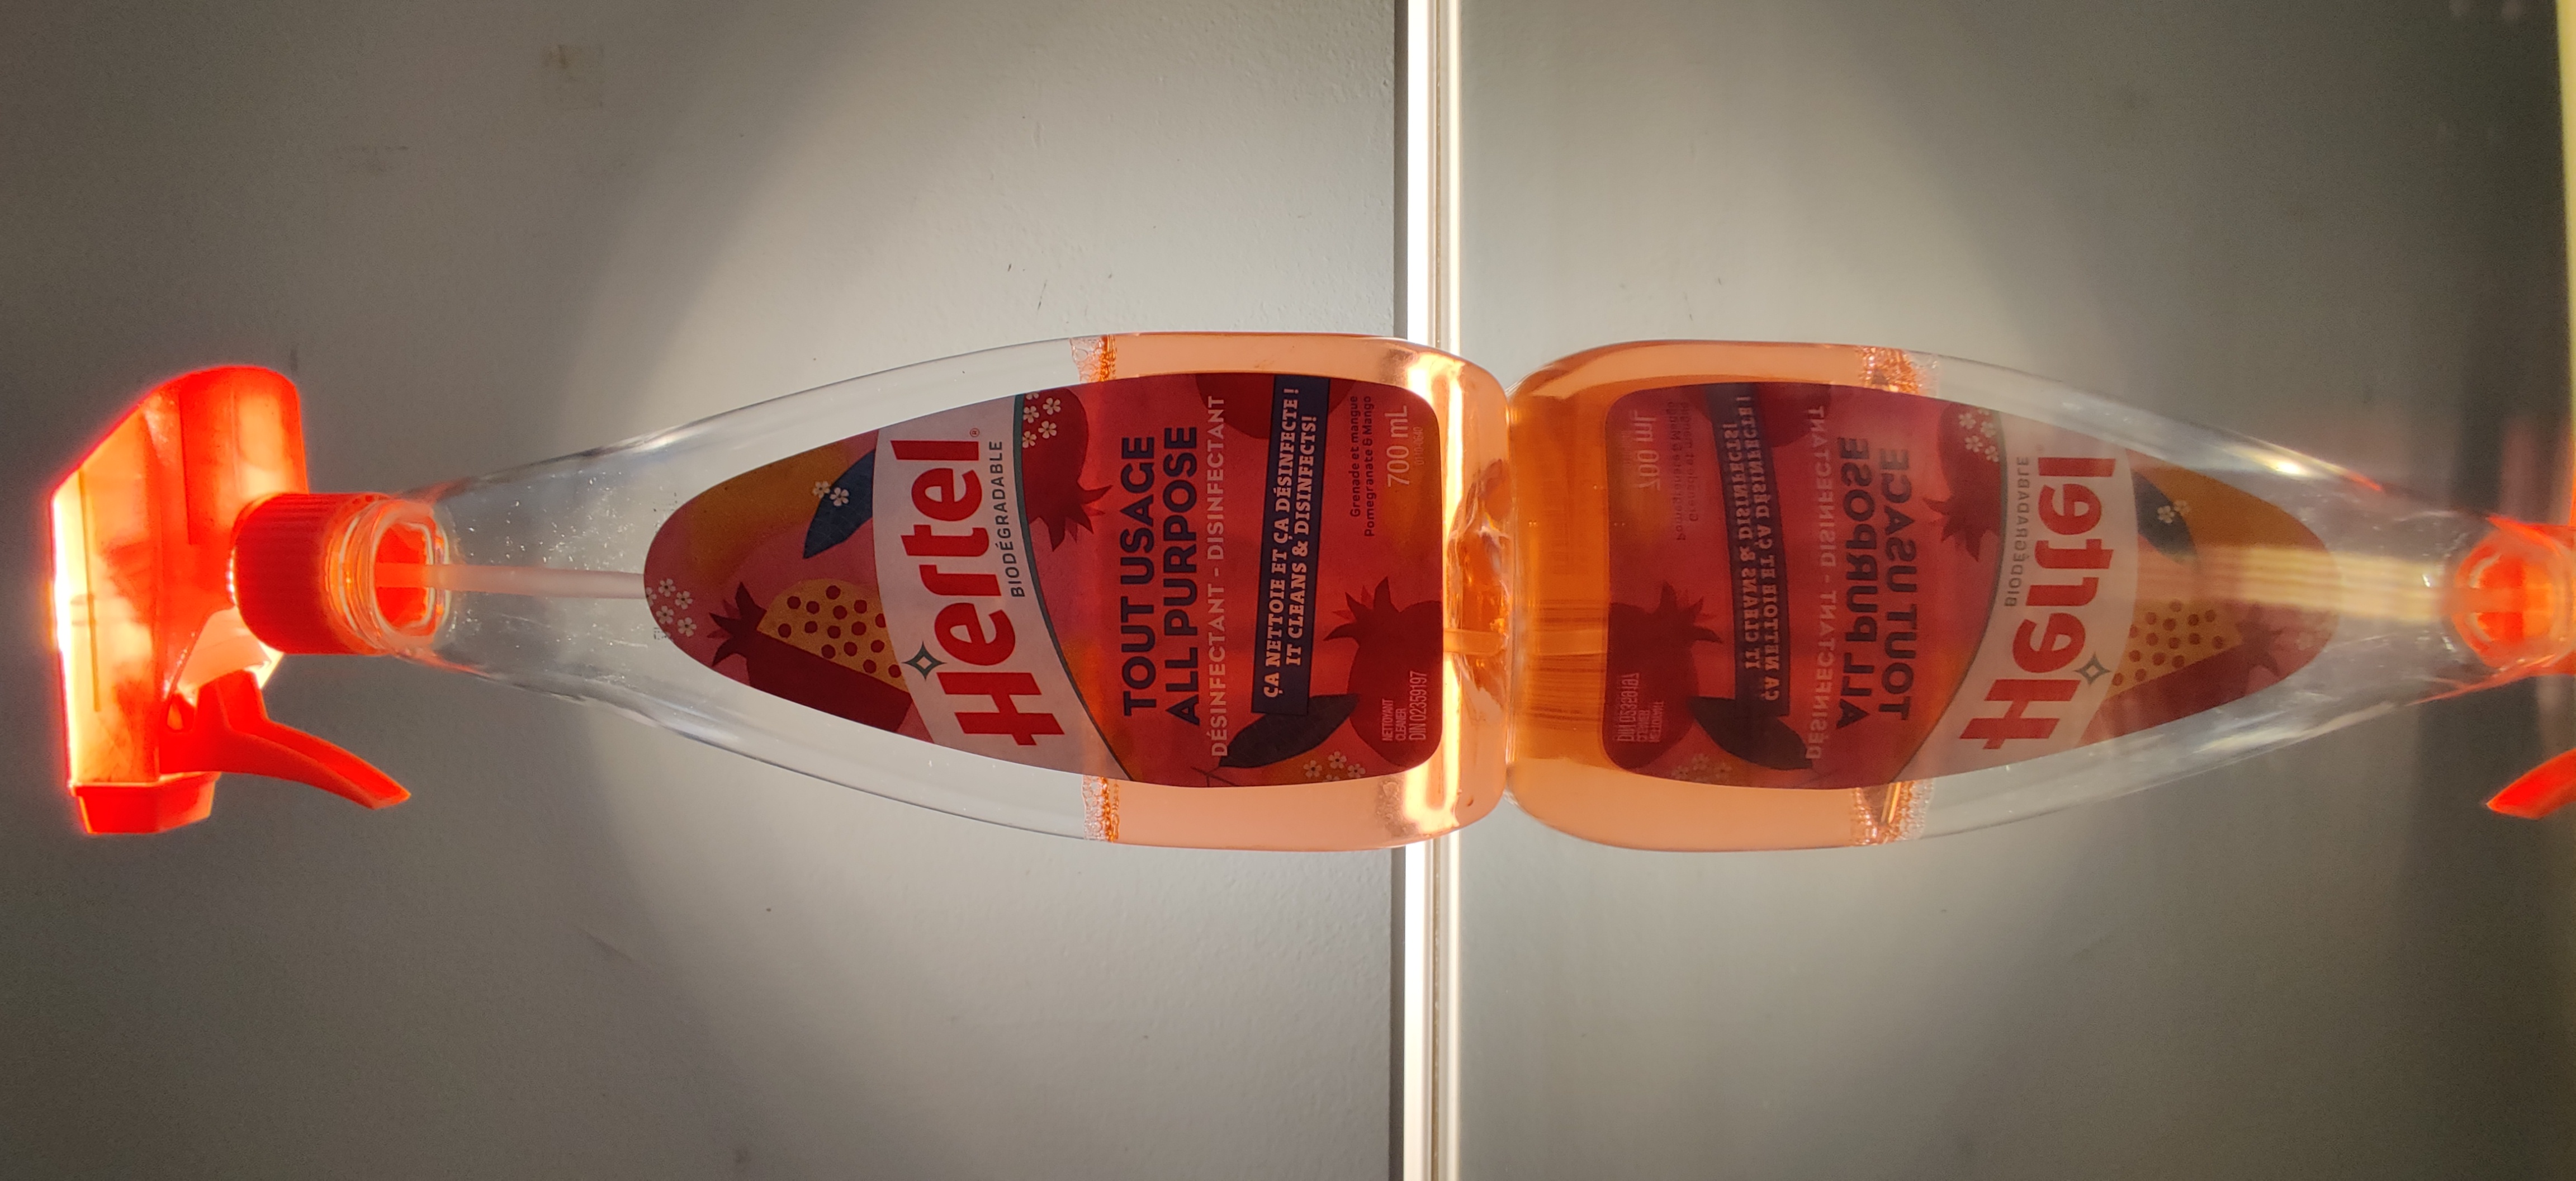 Hertel®
BIODÉGRADABLE
TOUT USAGE
ALL PURPOSE
DÉSINFECTANT - DISINFECTANT
ÇA NETTOIE ET ÇA DÉSINFECTE !
IT CLEANS & DISINFECTS!
Grenade et mangue
Pomegranate & Mango
NETTOYANT
CLEANER
DIN 02359197
700 mL